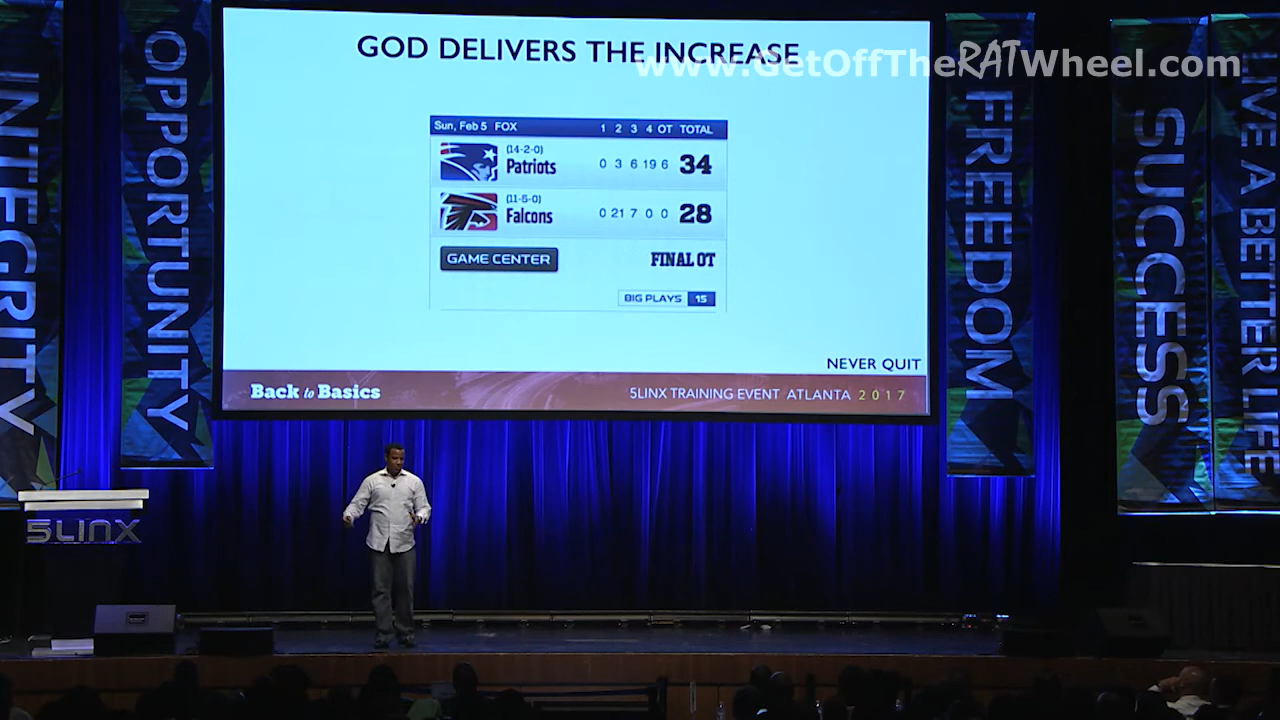 GOD DELIVERS THE INCREASE
www.GetOffTheRATWheel.com
Sun, Feb 5 FOX 1 2 3 4 OT TOTAL
(14-2-0)
Patriots 0 3 6 19 6 34
(11-5-0)
Falcons 0 21 7 0 0 28
GAME CENTER FINAL OT
BIG PLAYS 15
NEVER QUIT
Back to Basics 5LINX TRAINING EVENT ATLANTA 2017
INTEGRITY
OPPORTUNITY
FREEDOM
SUCCESS
LIVE A BETTER LIFE
5LINX